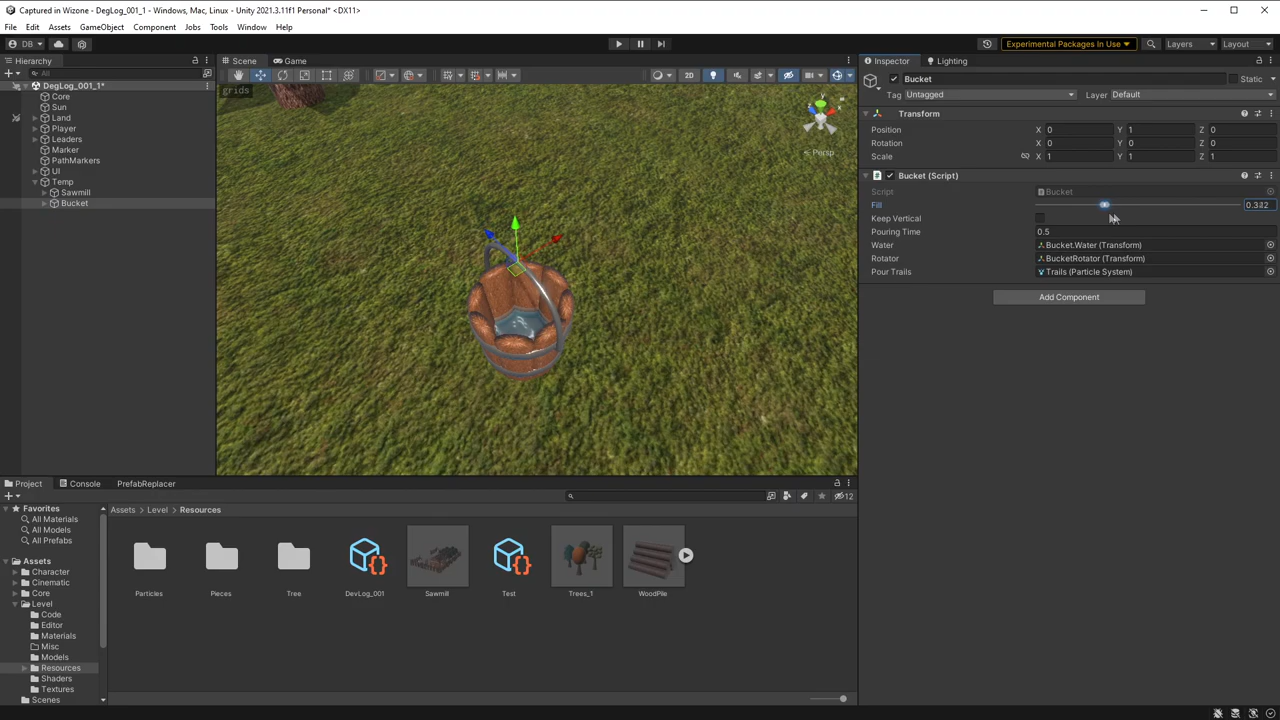 Captured in Wizone - DegLog_001_1 - Windows, Mac, Linux - Unity 2021.3.11f1 Personal* <DX11>
File Edit Assets GameObject Component Jobs Tools Window Help
DB Experimental Packages In Use Layers Layout
Hierarchy
All
DegLog_001_1*
Core
Sun
Land
Player
Leaders
Marker
PathMarkers
UI
Temp
Sawmill
Bucket
Scene Game
2D
grids
y
x
z
Persp
Inspector Lighting
Bucket Static
Tag Untagged Layer Default
Transform
Position X 0 Y 1 Z 0
Rotation X 0 Y 0 Z 0
Scale X 1 Y 1 Z 1
Bucket (Script)
Script Bucket
Fill
Keep Vertical
Pouring Time 0.5
Water Bucket.Water (Transform)
Rotator BucketRotator (Transform)
Pour Trails Trails (Particle System)
Add Component
Project Console PrefabReplacer
12
Favorites
All Materials
All Models
All Prefabs
Assets
Character
Cinematic
Core
Level
Code
Editor
Materials
Misc
Models
Resources
Shaders
Textures
Scenes
Assets Level Resources
Particles Pieces Tree DevLog_001 Sawmill Test Trees_1 WoodPile